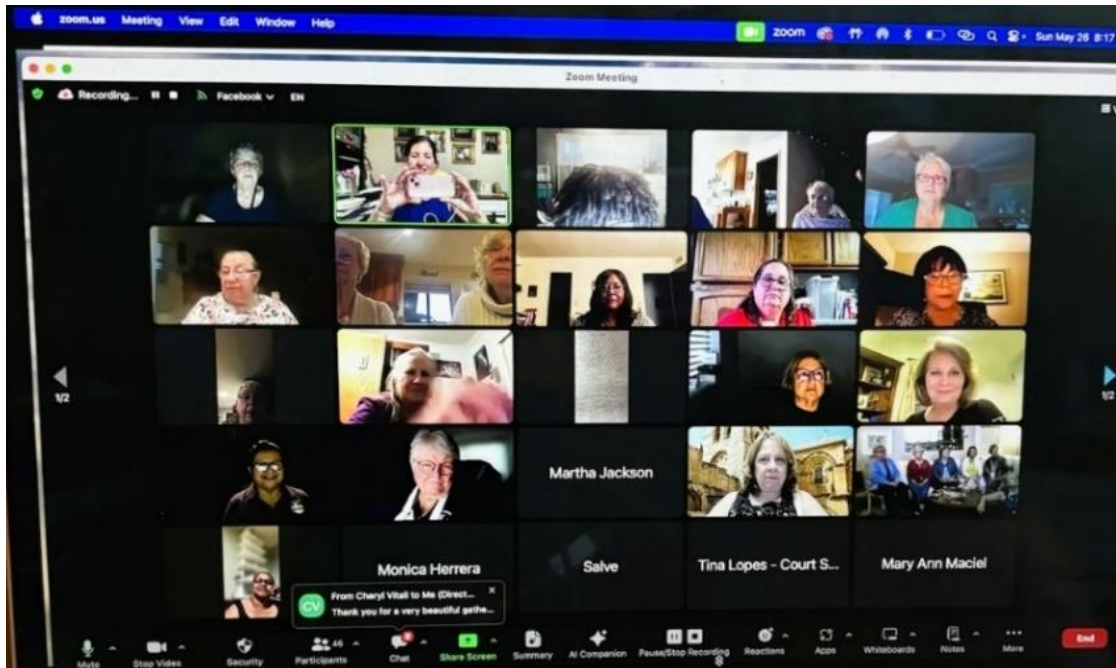 zoom.us Meeting View Edit Window Help
zoom
Sun May 26 8:17
Zoom Meeting
Recording...
Facebook
EN
1/2
1/2
Martha Jackson
Monica Herrera
Salve
Tina Lopes - Court S...
Mary Ann Maciel
CV
From Cheryl Vitali to Me (Direct...
Thank you for a very beautiful gathe...
Mute
Stop Video
Security
46
Participants
Chat
Share Screen
Summary
AI Companion
Pause/Stop Recording
Reactions
Apps
Whiteboards
Notes
More
End